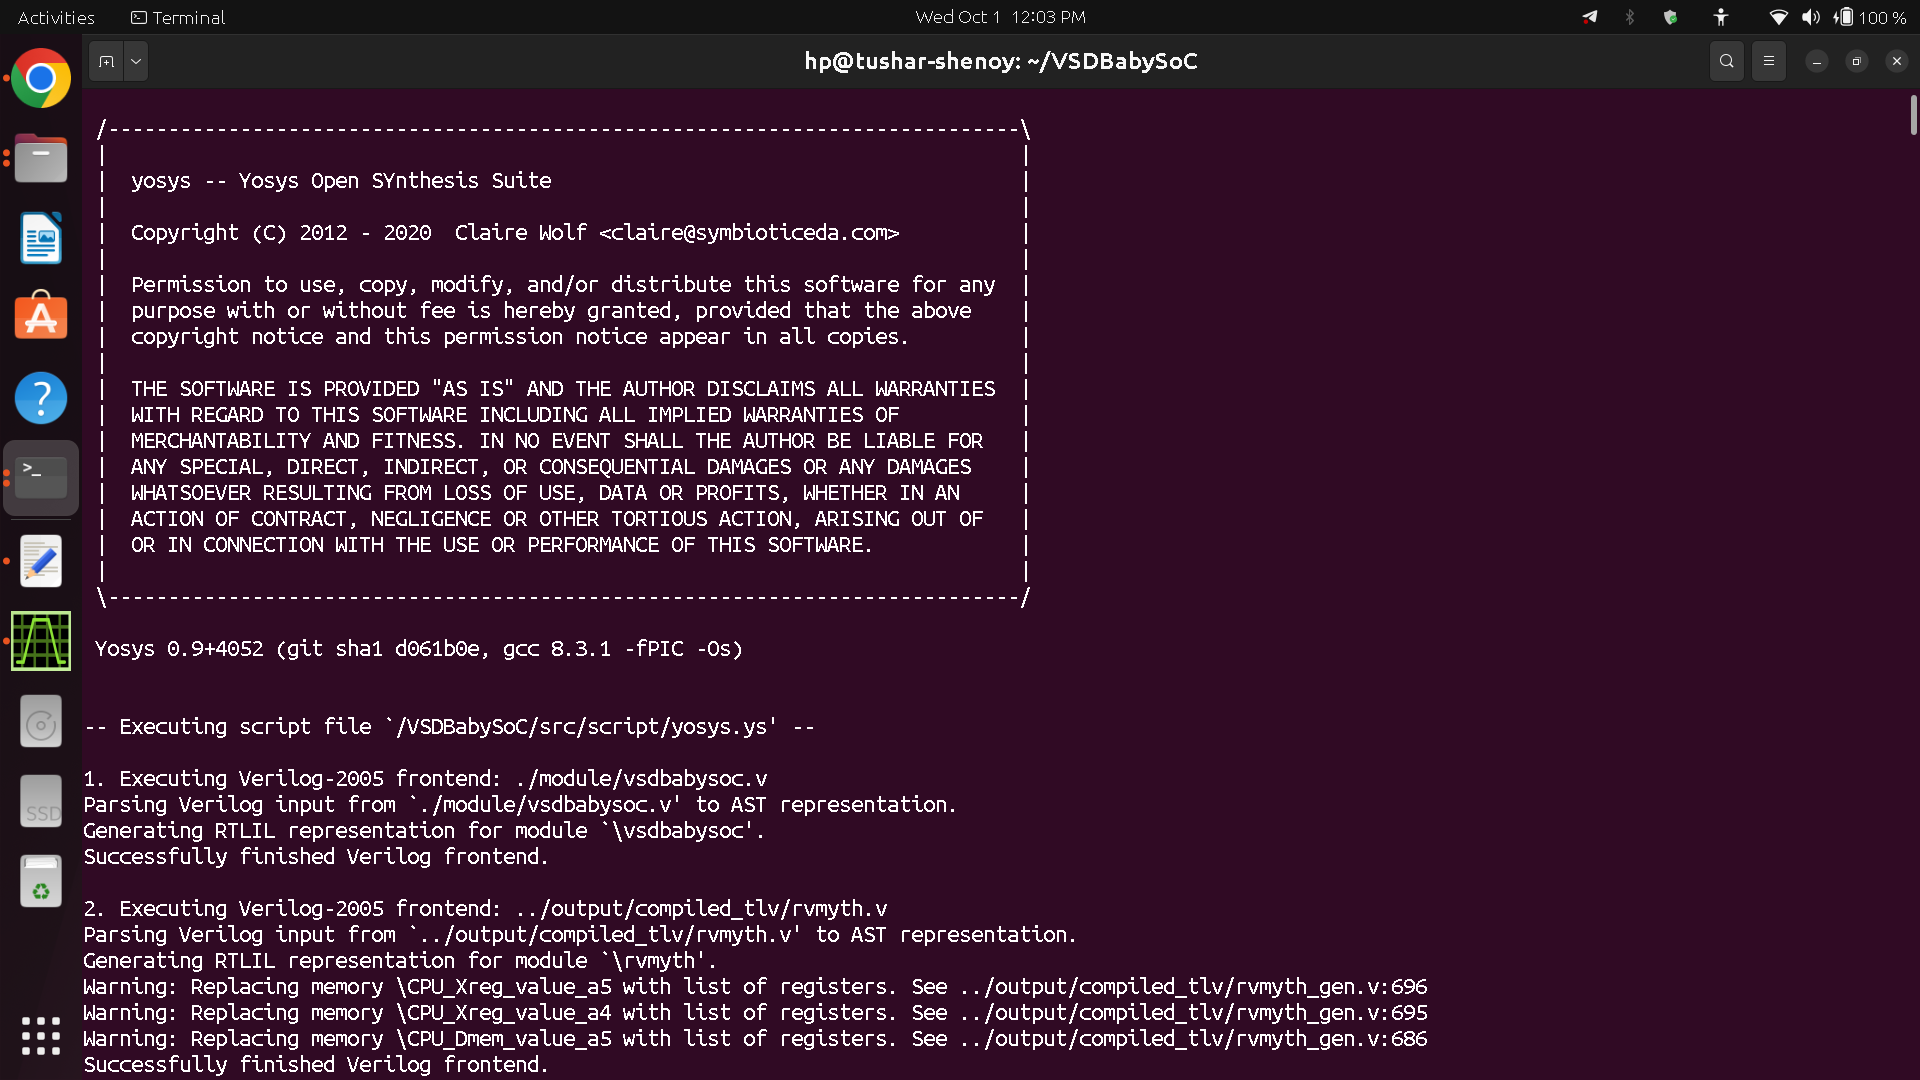 Activities
Terminal
Wed Oct 1 12:03 PM
100 %
hp@tushar-shenoy: ~/VSDBabySoC
/----------------------------------------------------------------------------\
|                                                                            |
|  yosys -- Yosys Open SYnthesis Suite                                       |
|                                                                            |
|  Copyright (C) 2012 - 2020  Claire Wolf <claire@symbioticeda.com>          |
|                                                                            |
|  Permission to use, copy, modify, and/or distribute this software for any  |
|  purpose with or without fee is hereby granted, provided that the above    |
|  copyright notice and this permission notice appear in all copies.         |
|                                                                            |
|  THE SOFTWARE IS PROVIDED "AS IS" AND THE AUTHOR DISCLAIMS ALL WARRANTIES  |
|  WITH REGARD TO THIS SOFTWARE INCLUDING ALL IMPLIED WARRANTIES OF          |
|  MERCHANTABILITY AND FITNESS. IN NO EVENT SHALL THE AUTHOR BE LIABLE FOR   |
|  ANY SPECIAL, DIRECT, INDIRECT, OR CONSEQUENTIAL DAMAGES OR ANY DAMAGES    |
|  WHATSOEVER RESULTING FROM LOSS OF USE, DATA OR PROFITS, WHETHER IN AN     |
|  ACTION OF CONTRACT, NEGLIGENCE OR OTHER TORTIOUS ACTION, ARISING OUT OF   |
|  OR IN CONNECTION WITH THE USE OR PERFORMANCE OF THIS SOFTWARE.            |
|                                                                            |
\----------------------------------------------------------------------------/
Yosys 0.9+4052 (git sha1 d061b0e, gcc 8.3.1 -fPIC -Os)
-- Executing script file `/VSDBabySoC/src/script/yosys.ys' --
1. Executing Verilog-2005 frontend: ./module/vsdbabysoc.v
Parsing Verilog input from `./module/vsdbabysoc.v' to AST representation.
Generating RTLIL representation for module `\vsdbabysoc'.
Successfully finished Verilog frontend.
2. Executing Verilog-2005 frontend: ../output/compiled_tlv/rvmyth.v
Parsing Verilog input from `../output/compiled_tlv/rvmyth.v' to AST representation.
Generating RTLIL representation for module `\rvmyth'.
Warning: Replacing memory \CPU_Xreg_value_a5 with list of registers. See ../output/compiled_tlv/rvmyth_gen.v:696
Warning: Replacing memory \CPU_Xreg_value_a4 with list of registers. See ../output/compiled_tlv/rvmyth_gen.v:695
Warning: Replacing memory \CPU_Dmem_value_a5 with list of registers. See ../output/compiled_tlv/rvmyth_gen.v:686
Successfully finished Verilog frontend.
SSD